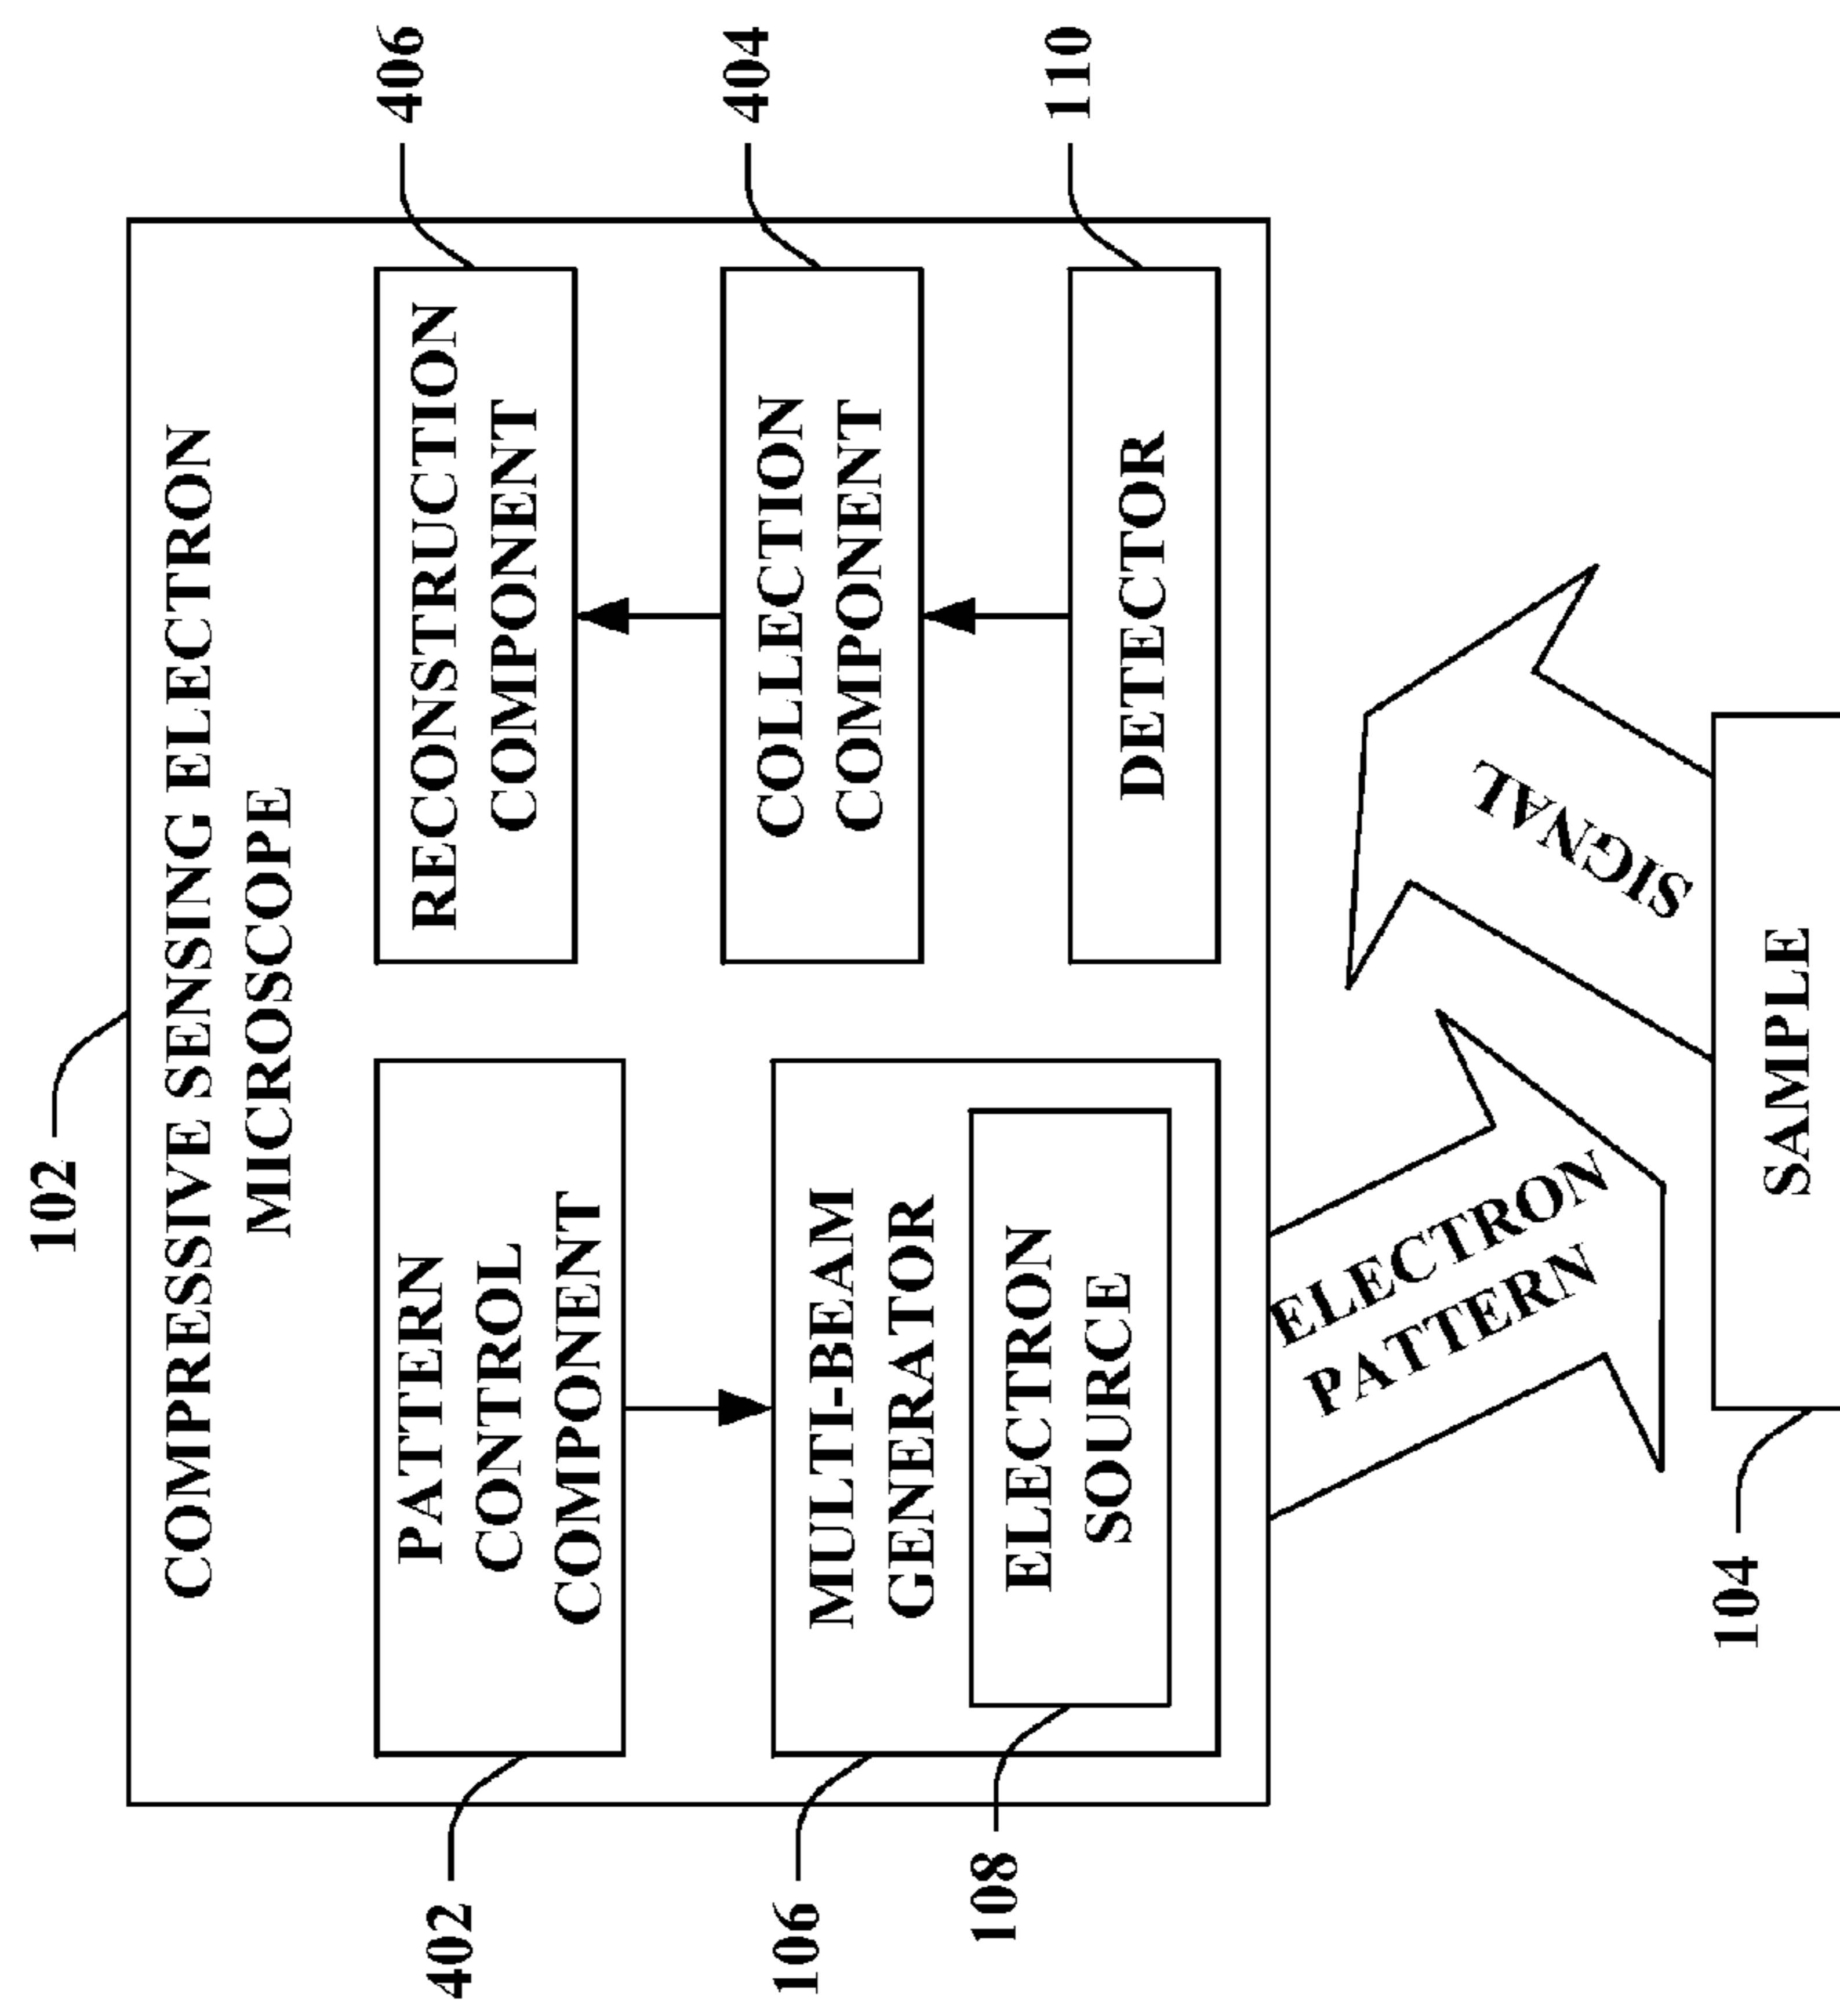 102
COMPRESSIVE SENSING ELECTRON
MICROSCOPE
402
PATTERN
CONTROL
COMPONENT
RECONSTRUCTION
COMPONENT
406
106
MULTI-BEAM
GENERATOR
COLLECTION
COMPONENT
404
108
ELECTRON
SOURCE
DETECTOR
110
ELECTRON
PATTERN
SIGNAL
104
SAMPLE